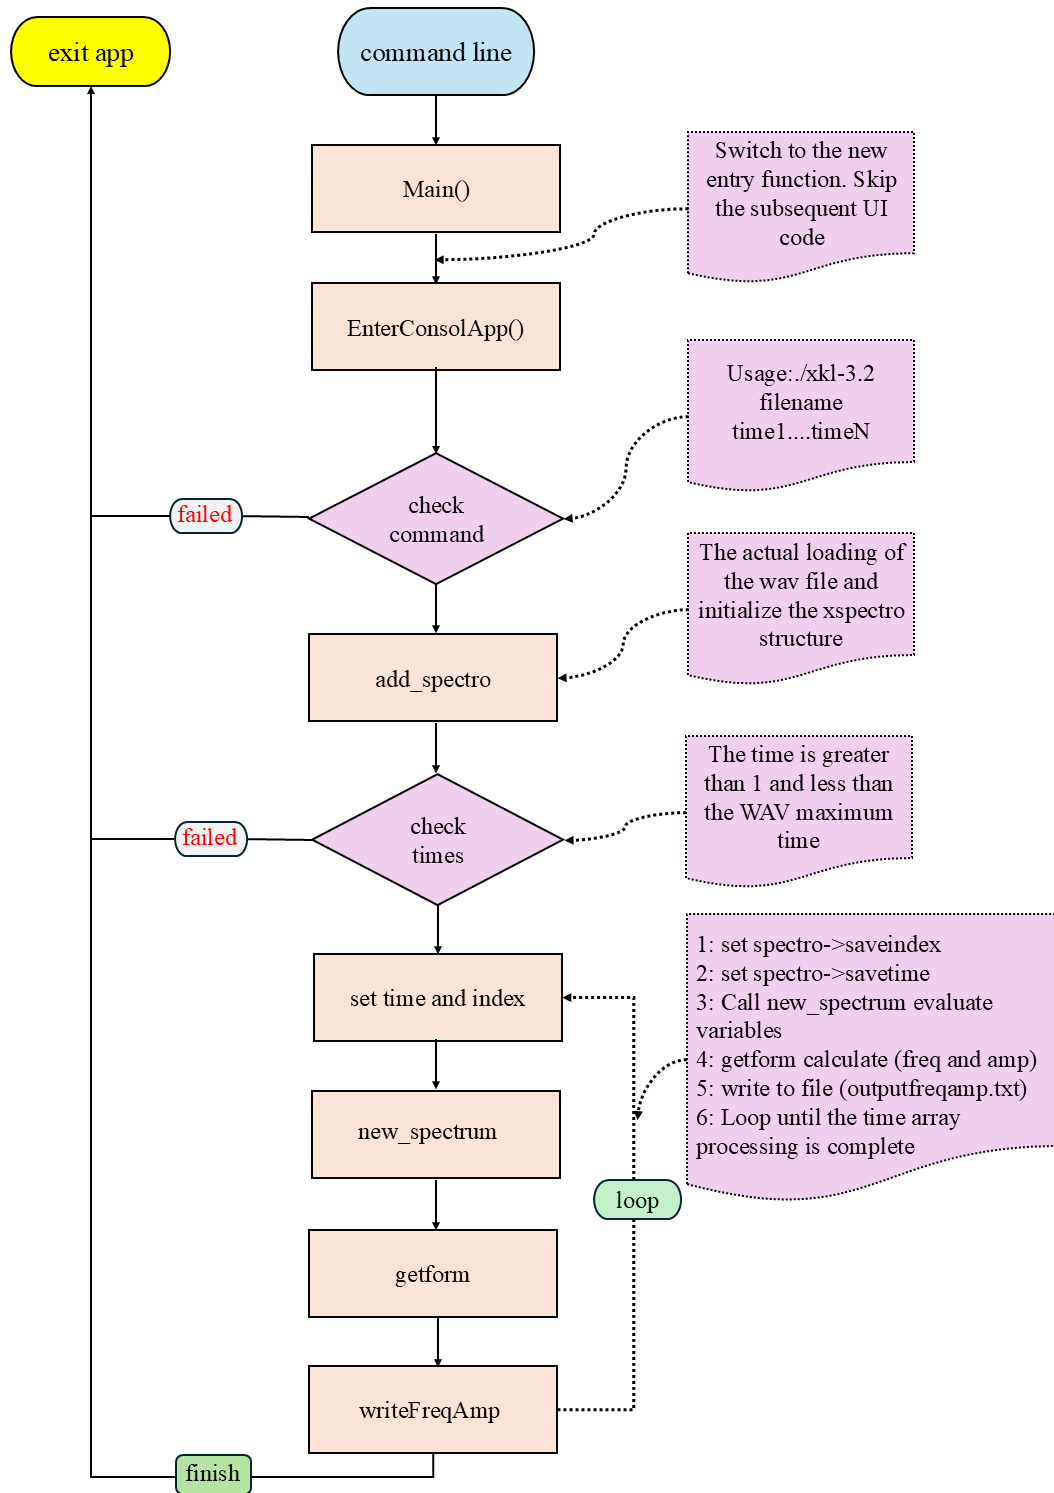 exit app
command line
Main()
Switch to the new
entry function. Skip
the subsequent UI
code
EnterConsolApp()
Usage:./xkl-3.2
filename
time1....timeN
check
command
failed
The actual loading of
the wav file and
initialize the xspectro
structure
add_spectro
The time is greater
than 1 and less than
the WAV maximum
time
check
times
failed
1: set spectro->saveindex
2: set spectro->savetime
3: Call new_spectrum evaluate
variables
4: getform calculate (freq and amp)
5: write to file (outputfreqamp.txt)
6: Loop until the time array
processing is complete
set time and index
new_spectrum
loop
getform
writeFreqAmp
finish